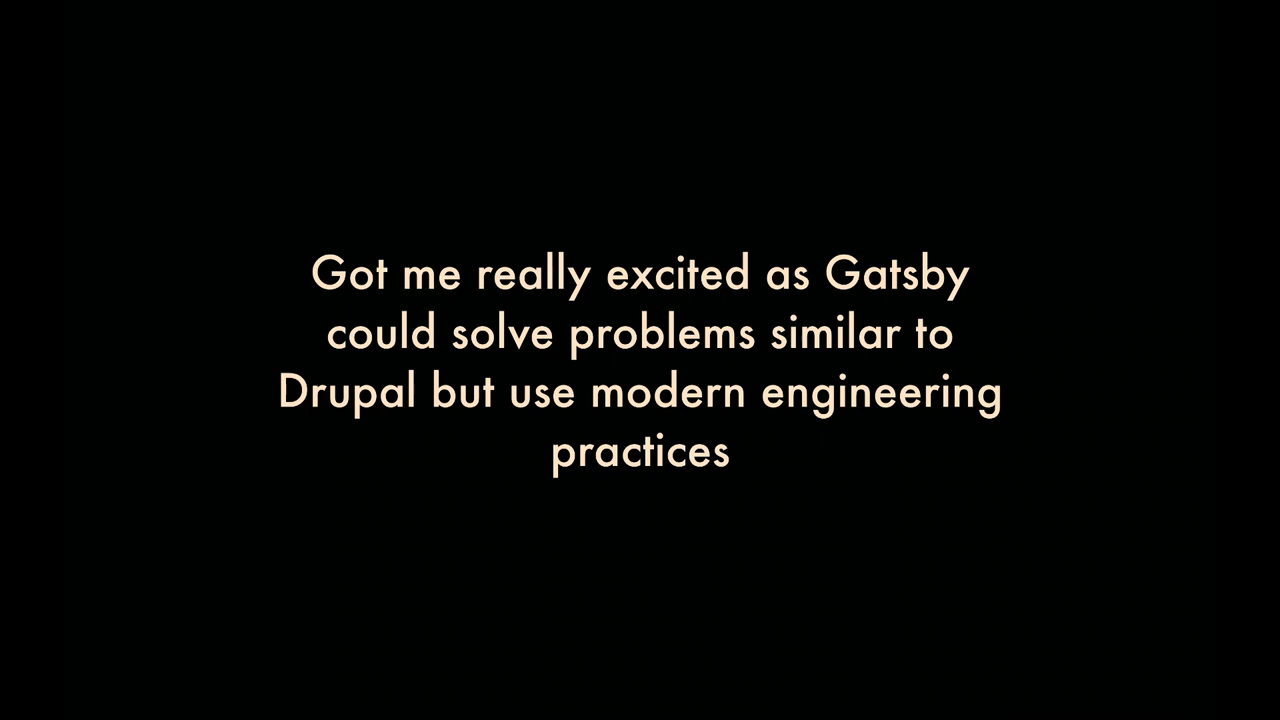 Got me really excited as Gatsby
could solve problems similar to
Drupal but use modern engineering
practices